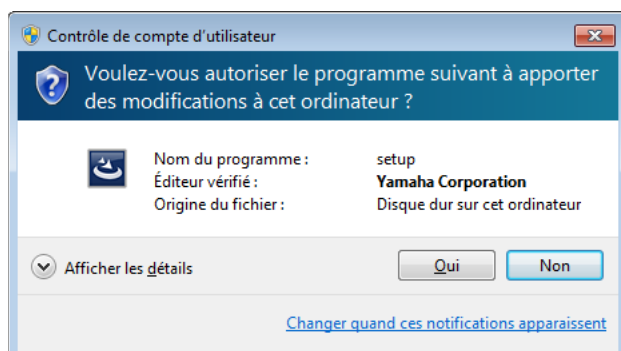 Contrôle de compte d'utilisateur
Voulez-vous autoriser le programme suivant à apporter
des modifications à cet ordinateur ?
Nom du programme : setup
Éditeur vérifié : Yamaha Corporation
Origine du fichier : Disque dur sur cet ordinateur
Afficher les détails Oui Non
Changer quand ces notifications apparaissent